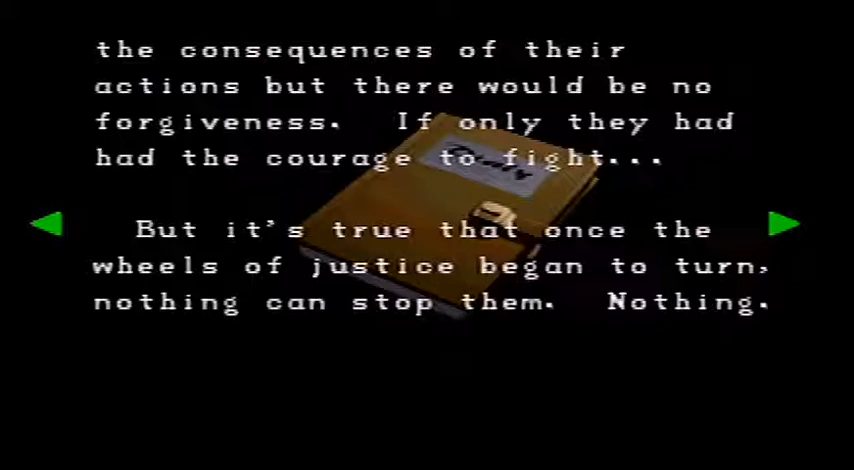 the consequences of their
actions but there would be no
forgiveness. If only they had
had the courage to fight...
Diary
But it's true that once the
wheels of justice began to turn,
nothing can stop them. Nothing.